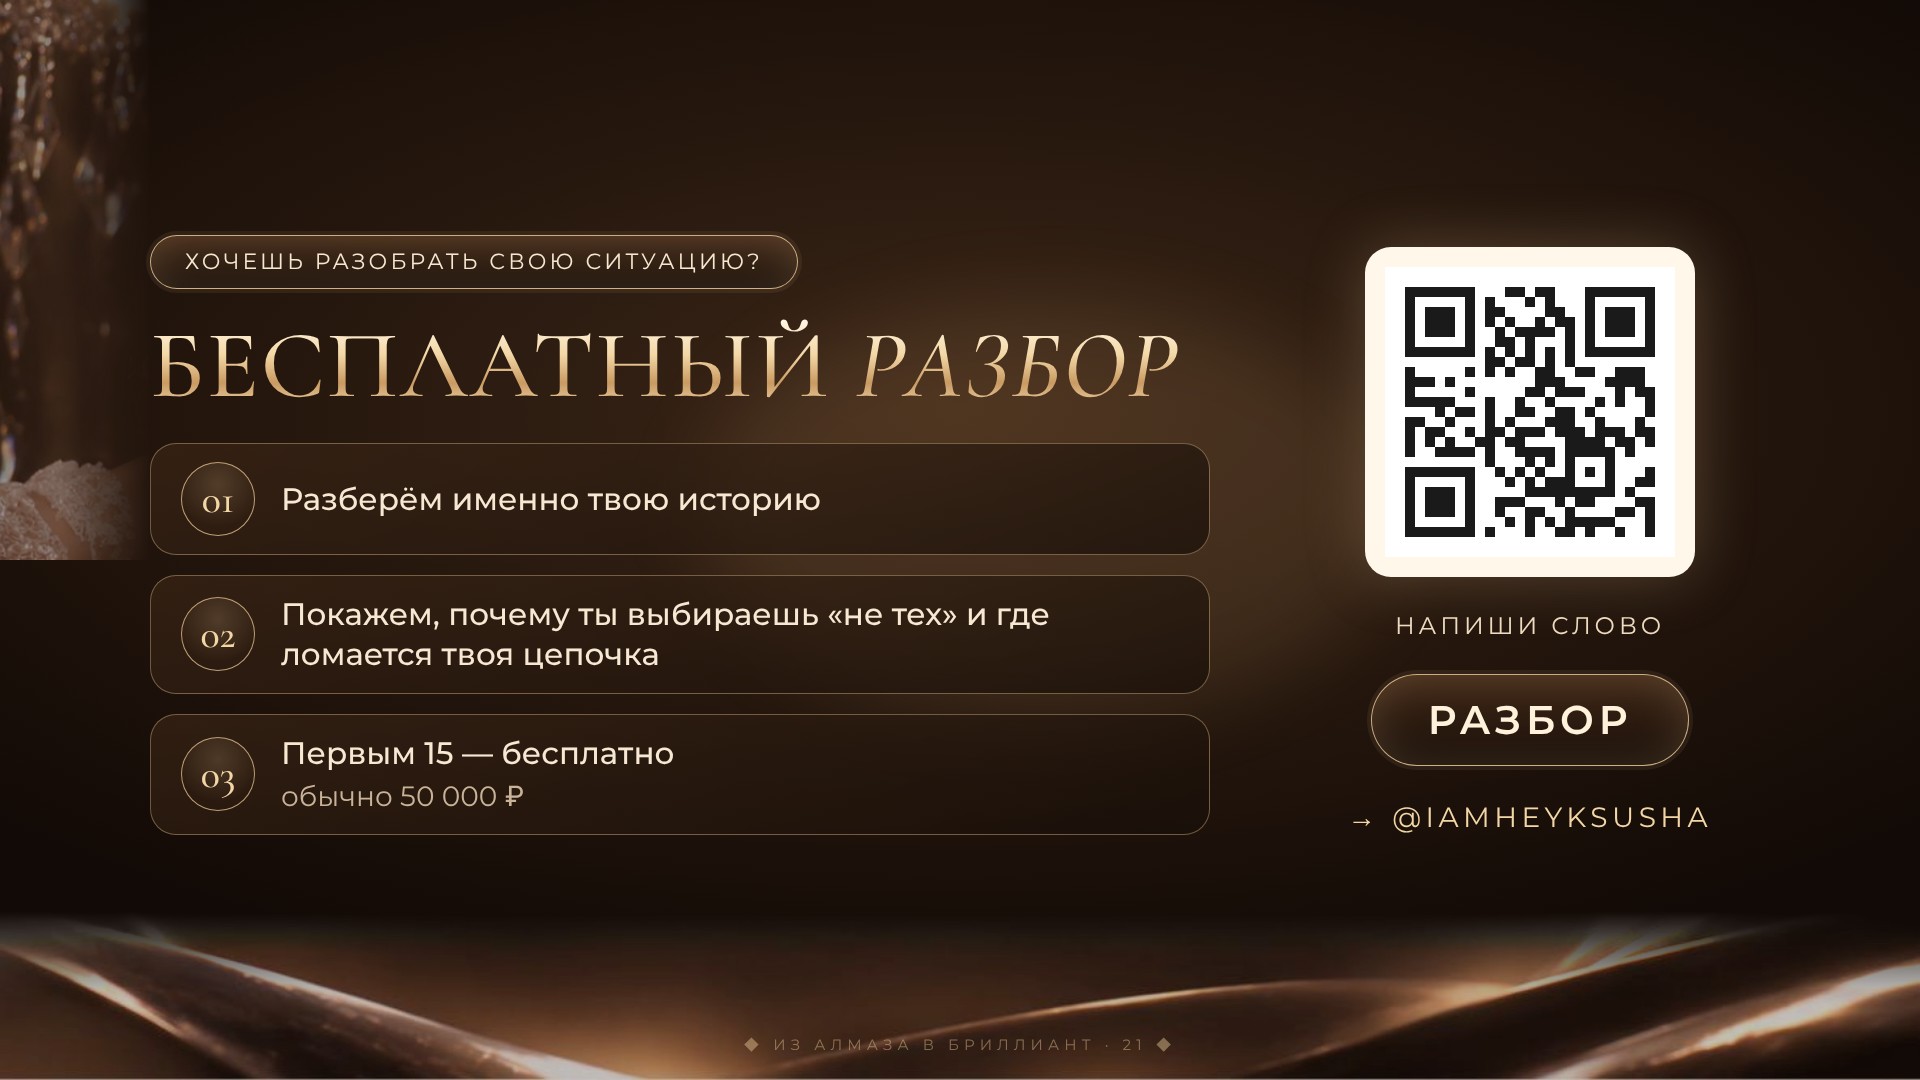 ХОЧЕШЬ РАЗОБРАТЬ СВОЮ СИТУАЦИЮ?
БЕСПЛАТНЫЙ РАЗБОР
01
Разберём именно твою историю
02
Покажем, почему ты выбираешь «не тех» и где
ломается твоя цепочка
03
Первым 15 — бесплатно
обычно 50 000 ₽
НАПИШИ СЛОВО
РАЗБОР
→ @IAMHEYKSUSHA
◆ ИЗ АЛМАЗА В БРИЛЛИАНТ · 21 ◆